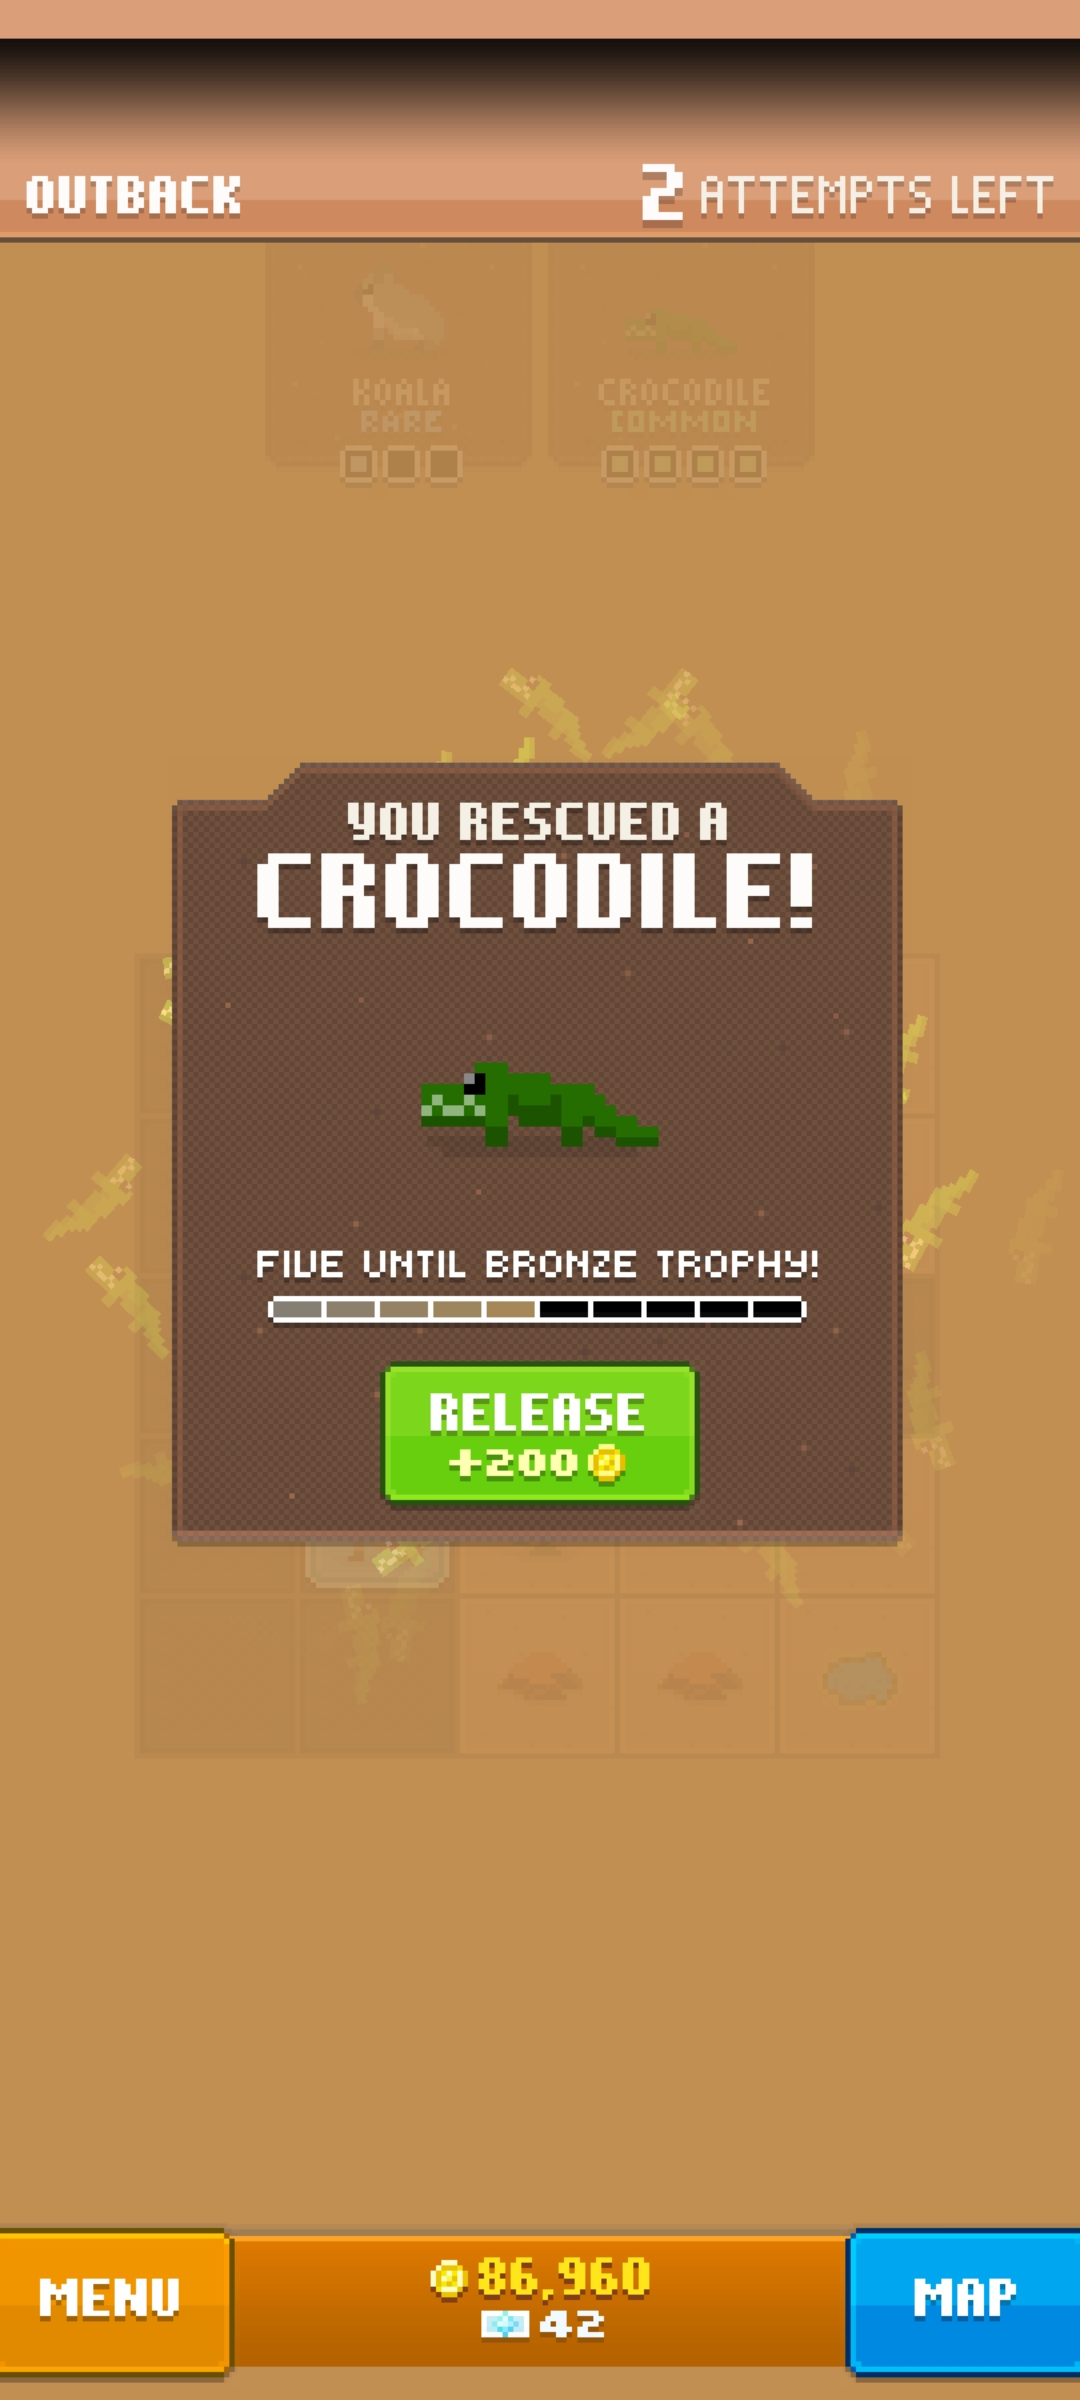 OUTBACK
2 ATTEMPTS LEFT
KOALA
RARE
CROCODILE
COMMON
YOU RESCUED A
CROCODILE!
FIVE UNTIL BRONZE TROPHY!
RELEASE
+200
MENU
86,960
42
MAP